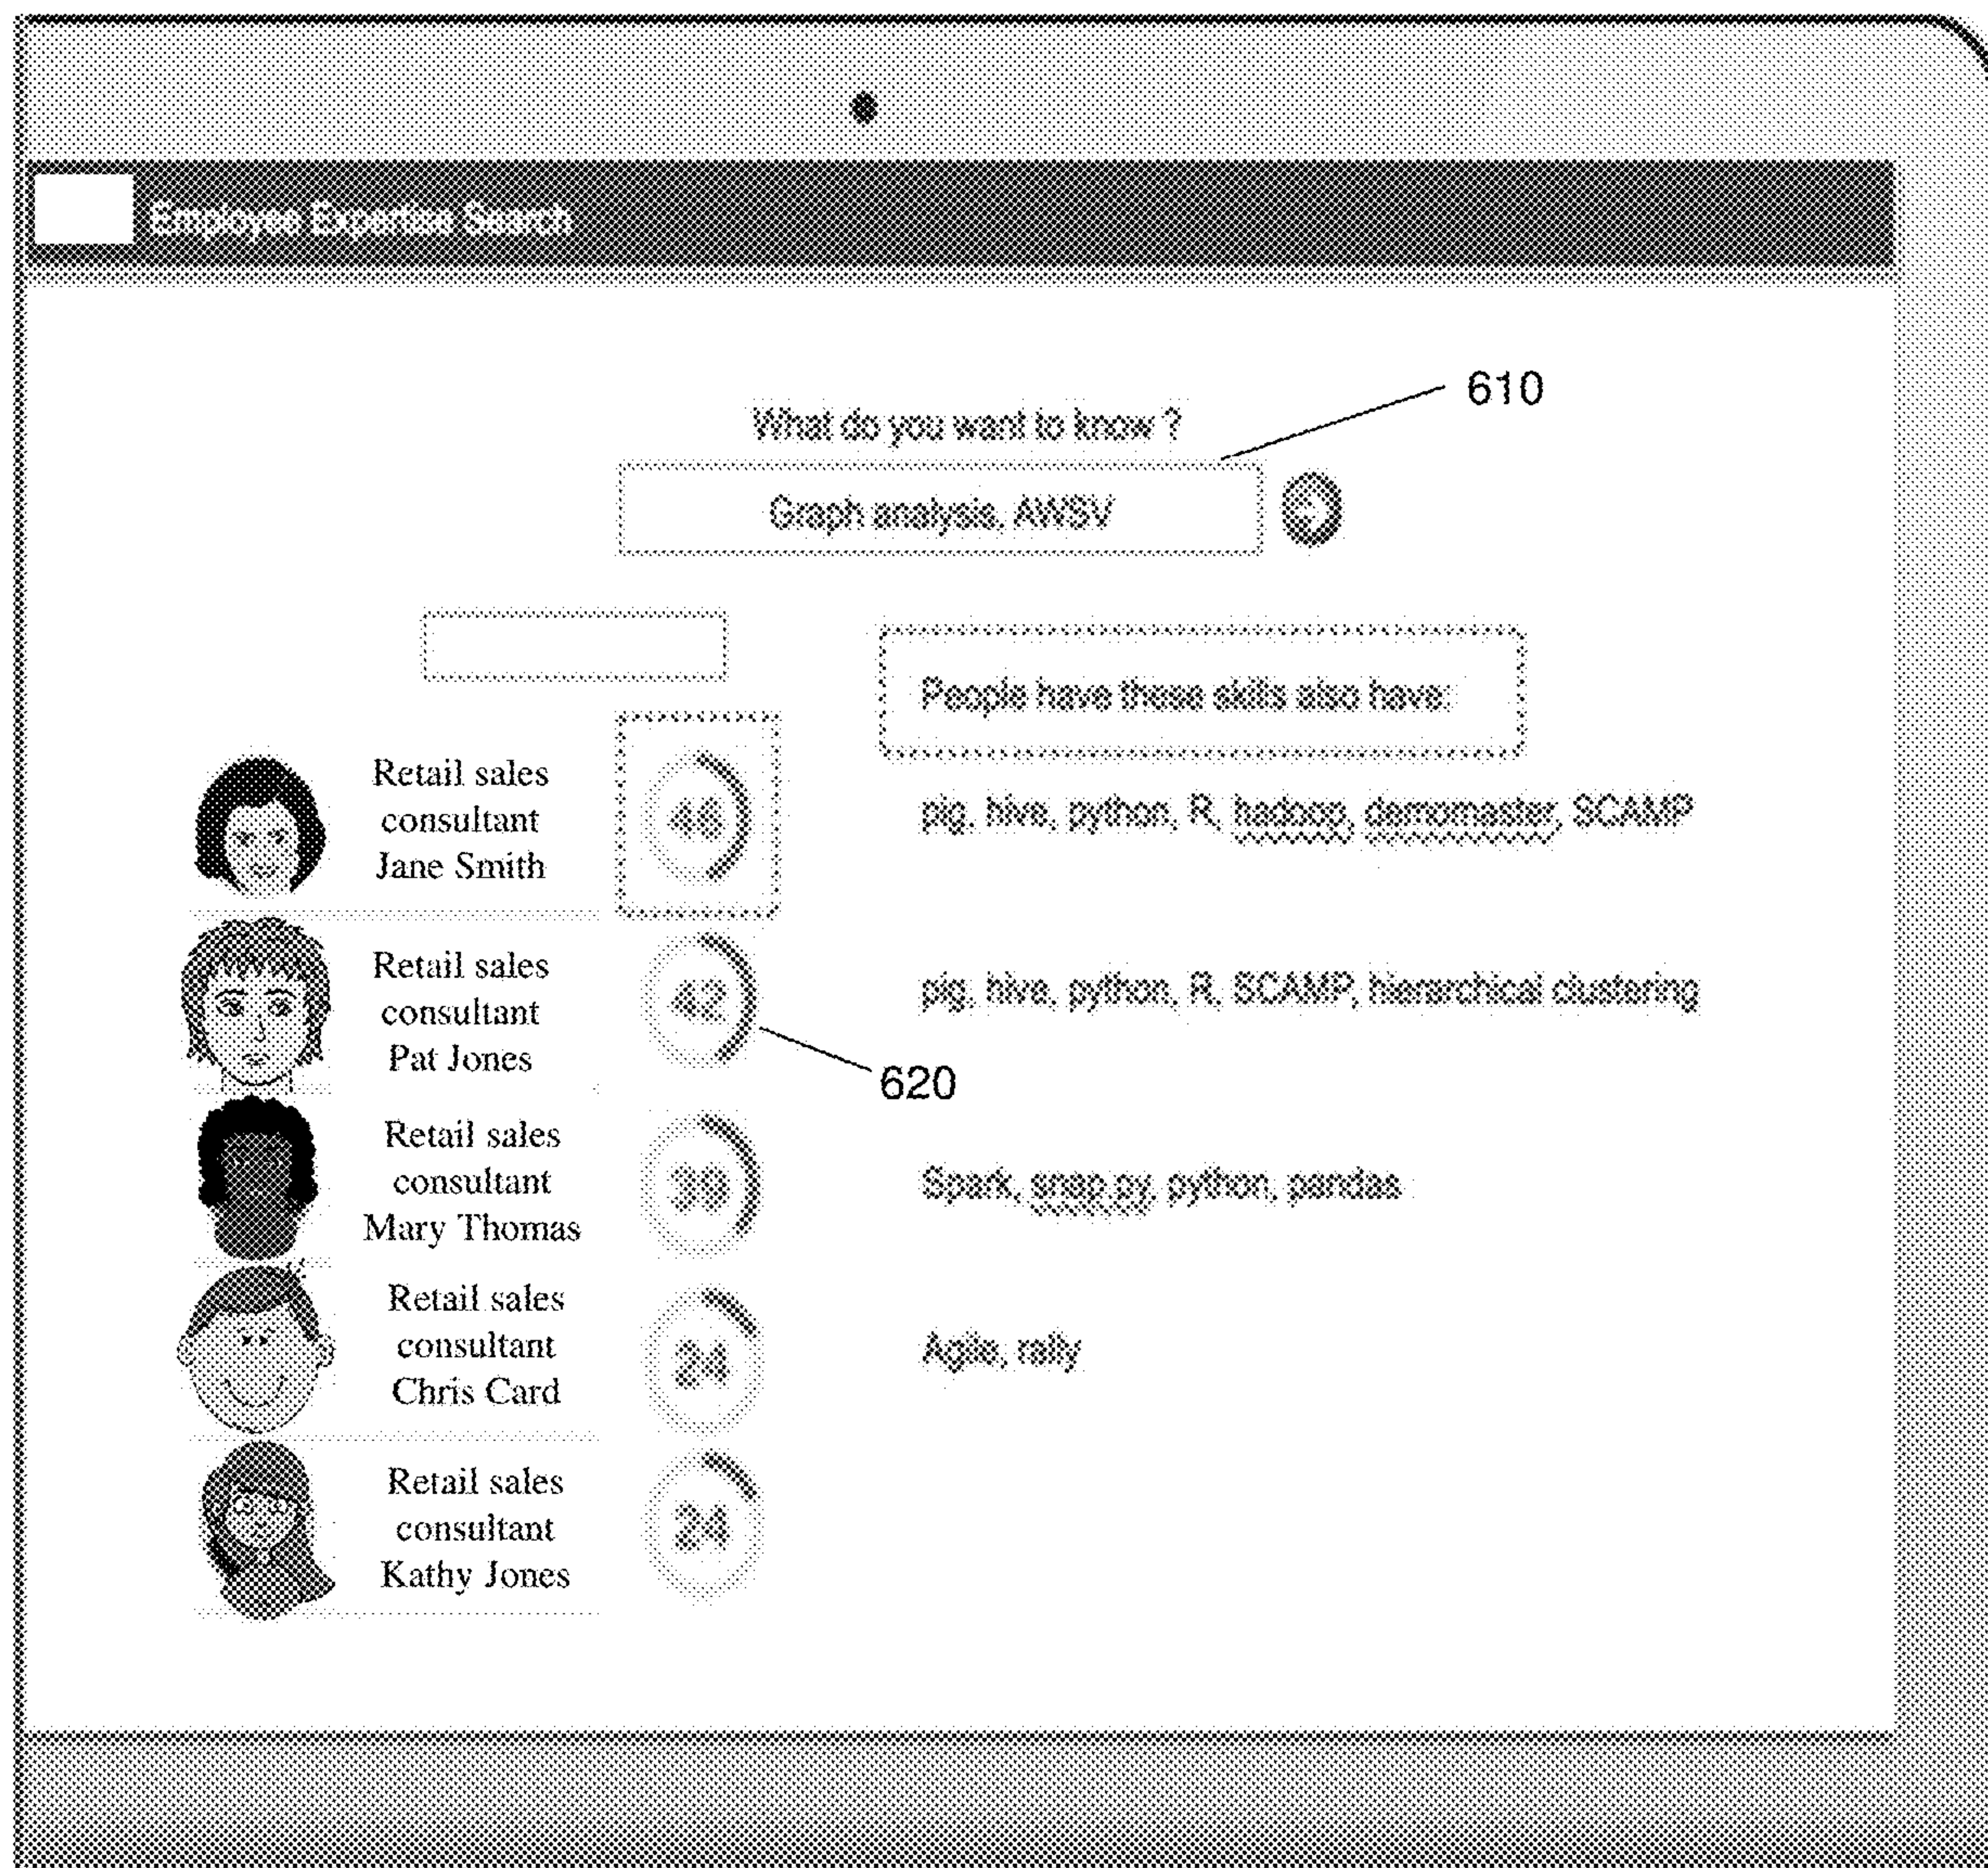 Employee Expertise Search
610
What do you want to know ?
Graph analysis, AWSV
People have these skills also have:
Retail sales
consultant
Jane Smith
46
pig, hive, python, R, hadoop, demomaster, SCAMP
Retail sales
consultant
Pat Jones
42
pig, hive, python, R, SCAMP, hierarchical clustering
620
Retail sales
consultant
Mary Thomas
39
Spark, snap.py, python, pandas
Retail sales
consultant
Chris Card
24
Agile, rally
Retail sales
consultant
Kathy Jones
24